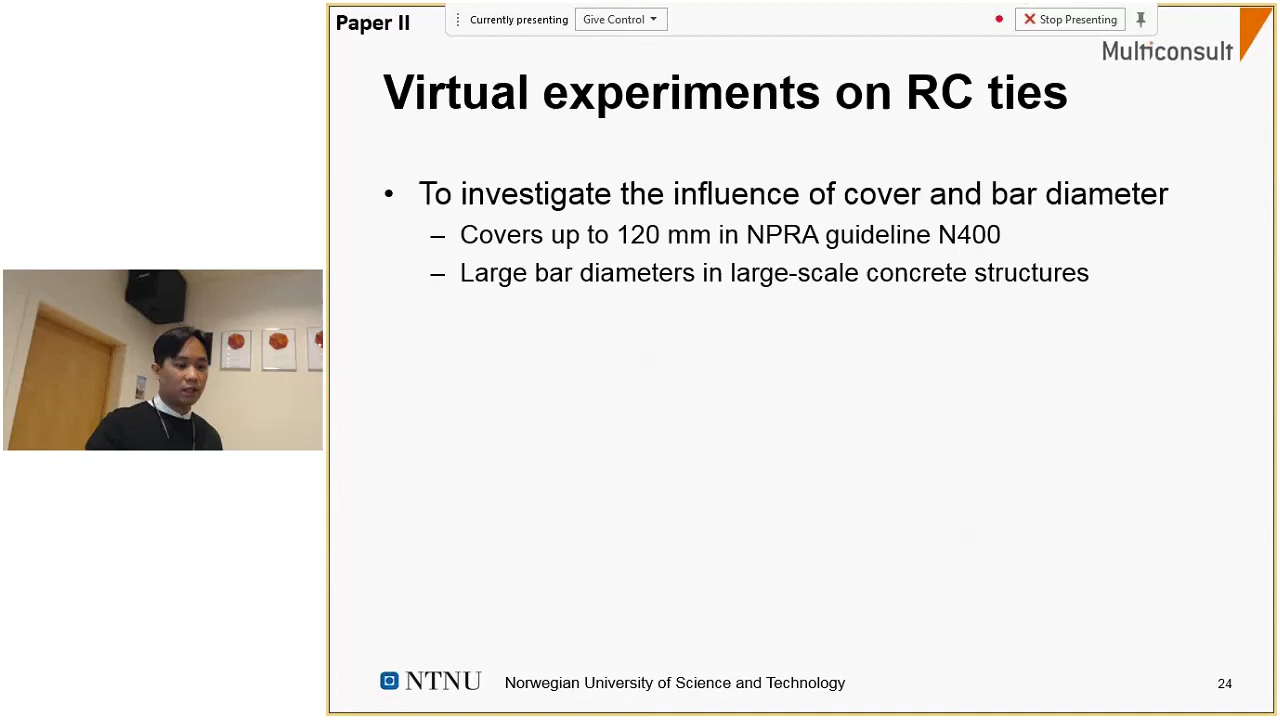 Paper II
Currently presenting
Give Control
Stop Presenting
Multiconsult
Virtual experiments on RC ties
• To investigate the influence of cover and bar diameter
– Covers up to 120 mm in NPRA guideline N400
– Large bar diameters in large-scale concrete structures
NTNU
Norwegian University of Science and Technology
24